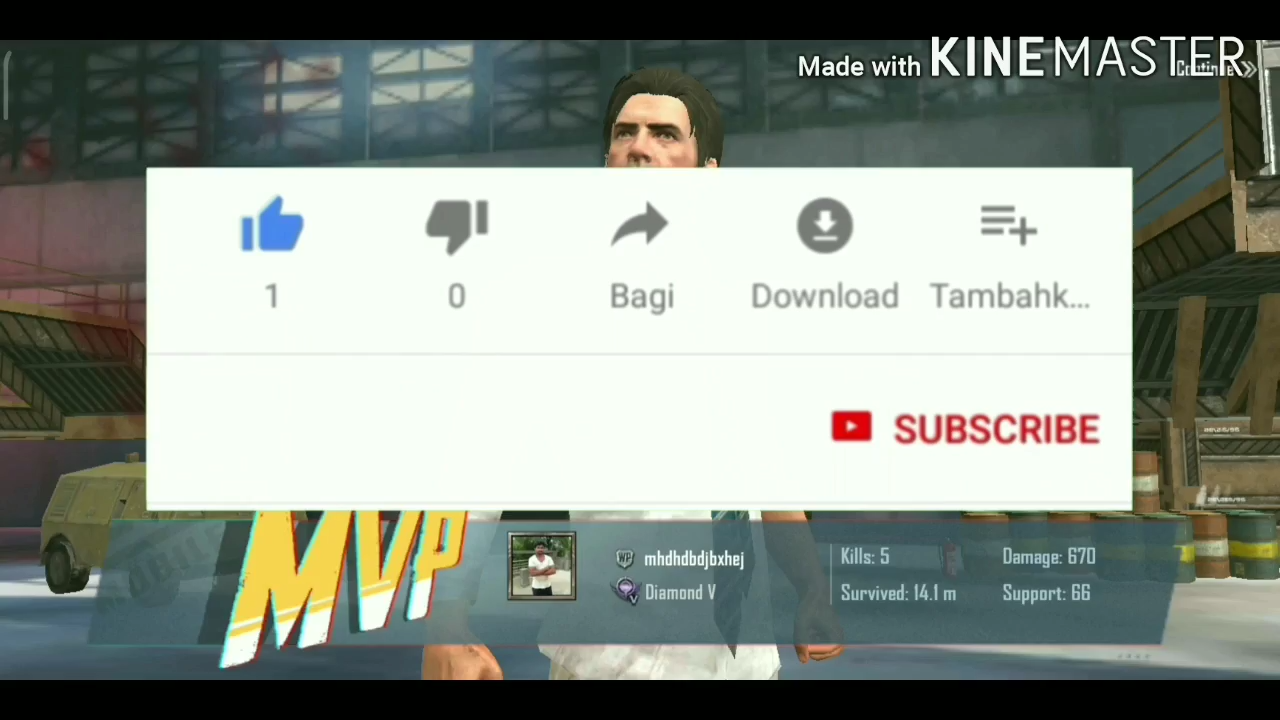 Made with KINEMASTER
Continue
1
0
Bagi
Download
Tambahk...
SUBSCRIBE
MVP
mhdhdbdjbxhej
Diamond V
Kills: 5
Damage: 670
Survived: 14.1 m
Support: 66